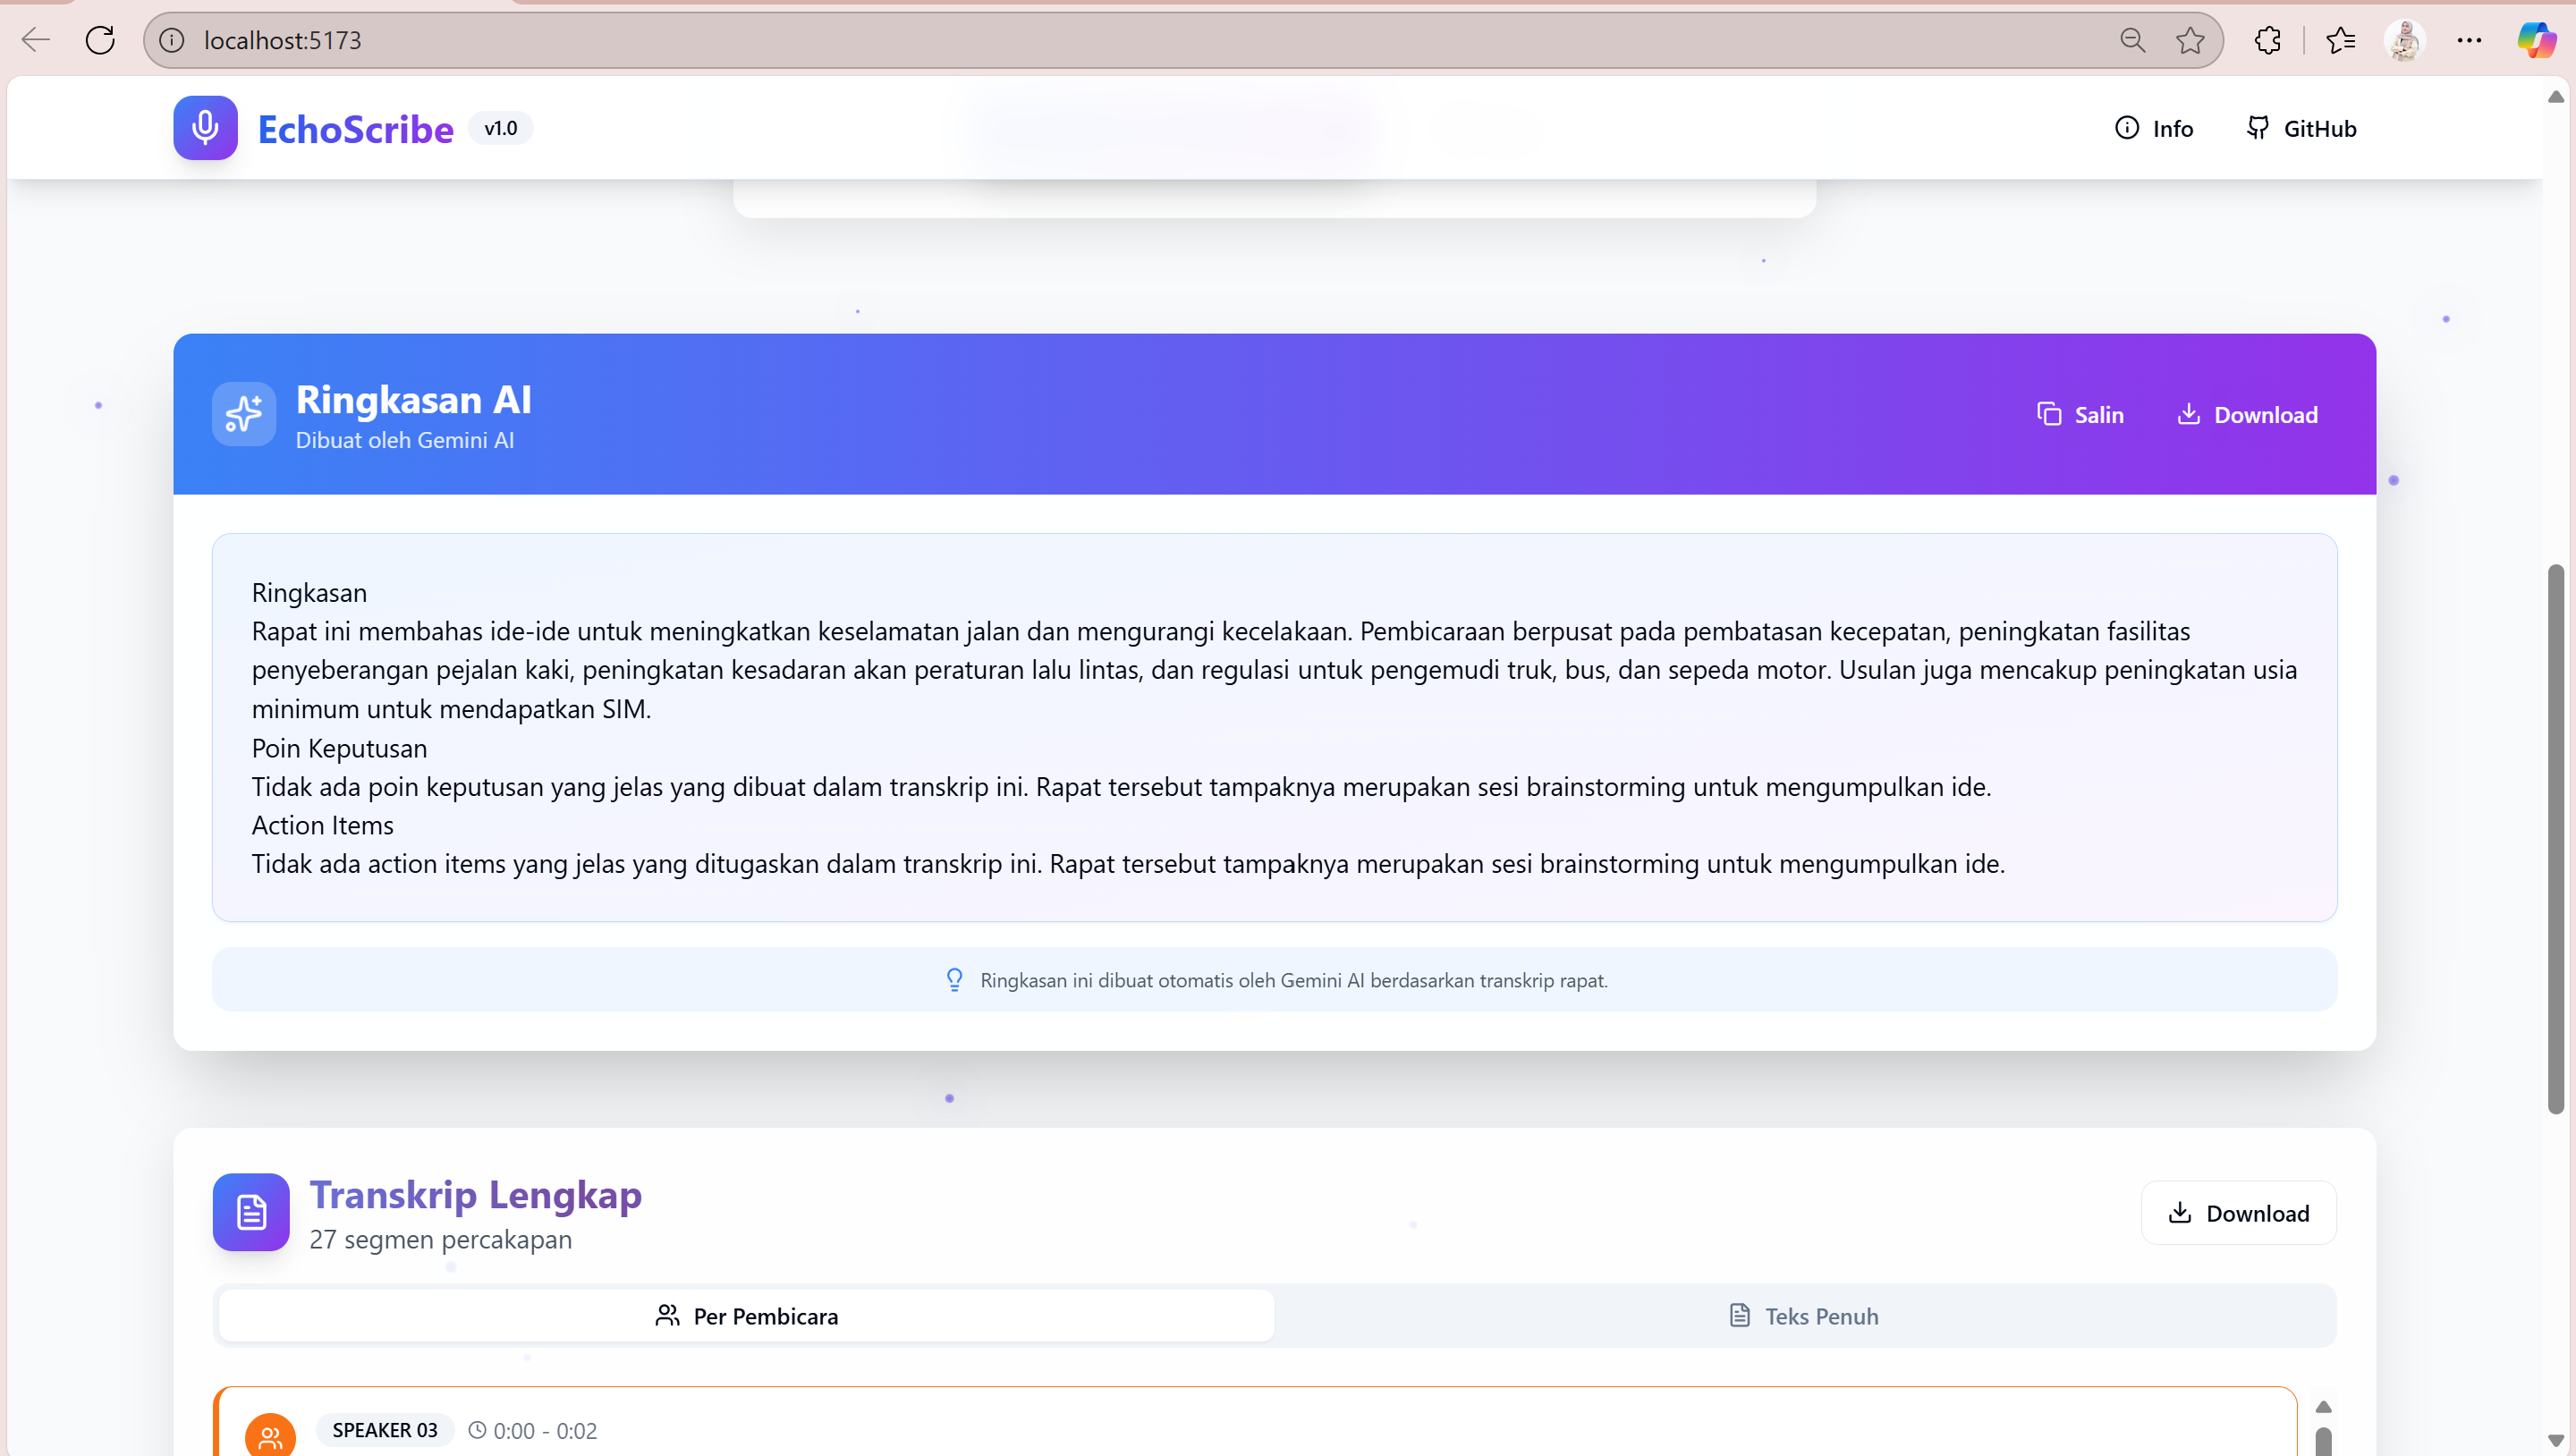 localhost:5173
EchoScribe v1.0 Info GitHub
Ringkasan AI
Dibuat oleh Gemini AI
Salin Download
Ringkasan
Rapat ini membahas ide-ide untuk meningkatkan keselamatan jalan dan mengurangi kecelakaan. Pembicaraan berpusat pada pembatasan kecepatan, peningkatan fasilitas
penyeberangan pejalan kaki, peningkatan kesadaran akan peraturan lalu lintas, dan regulasi untuk pengemudi truk, bus, dan sepeda motor. Usulan juga mencakup peningkatan usia
minimum untuk mendapatkan SIM.
Poin Keputusan
Tidak ada poin keputusan yang jelas yang dibuat dalam transkrip ini. Rapat tersebut tampaknya merupakan sesi brainstorming untuk mengumpulkan ide.
Action Items
Tidak ada action items yang jelas yang ditugaskan dalam transkrip ini. Rapat tersebut tampaknya merupakan sesi brainstorming untuk mengumpulkan ide.
Ringkasan ini dibuat otomatis oleh Gemini AI berdasarkan transkrip rapat.
Transkrip Lengkap
27 segmen percakapan
Download
Per Pembicara Teks Penuh
SPEAKER 03 0:00 - 0:02